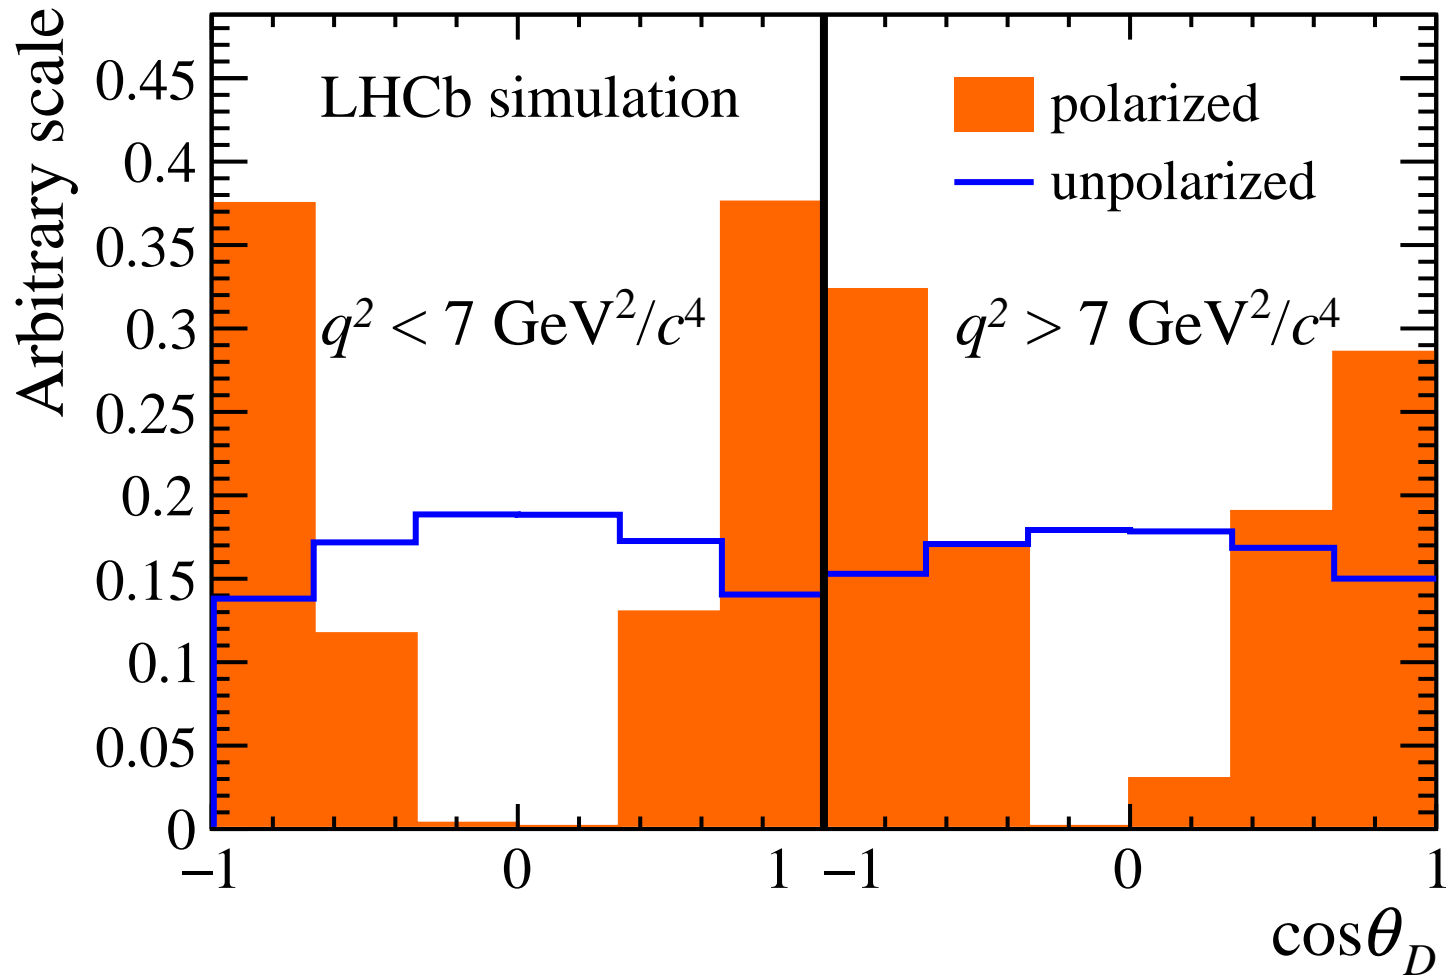 Arbitrary scale
0.45
0.4
0.35
0.3
0.25
0.2
0.15
0.1
0.05
0
LHCb simulation
polarized
unpolarized
q² < 7 GeV²/c⁴
q² > 7 GeV²/c⁴
−1 0 1 −1 0 1
cosθ_D